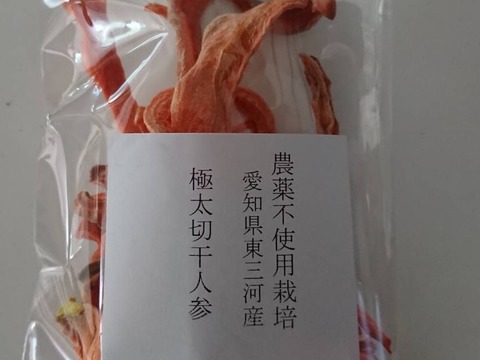 農薬不使用栽培
愛知県東三河産
極太切干人参